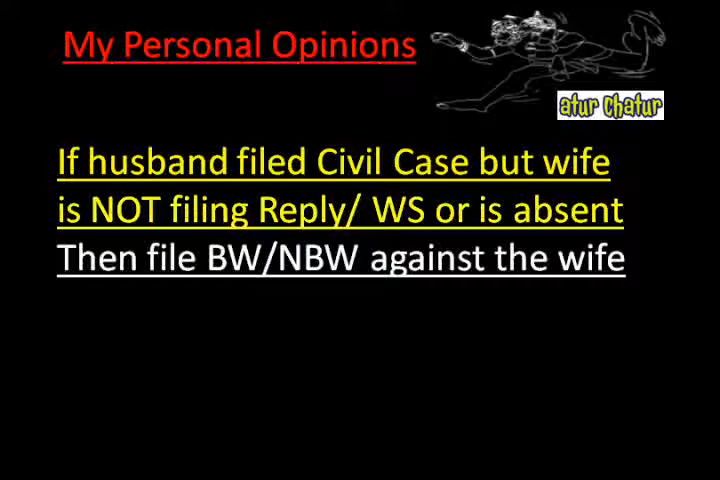 My Personal Opinions
atur chatur
If husband filed Civil Case but wife
is NOT filing Reply/ WS or is absent
Then file BW/NBW against the wife